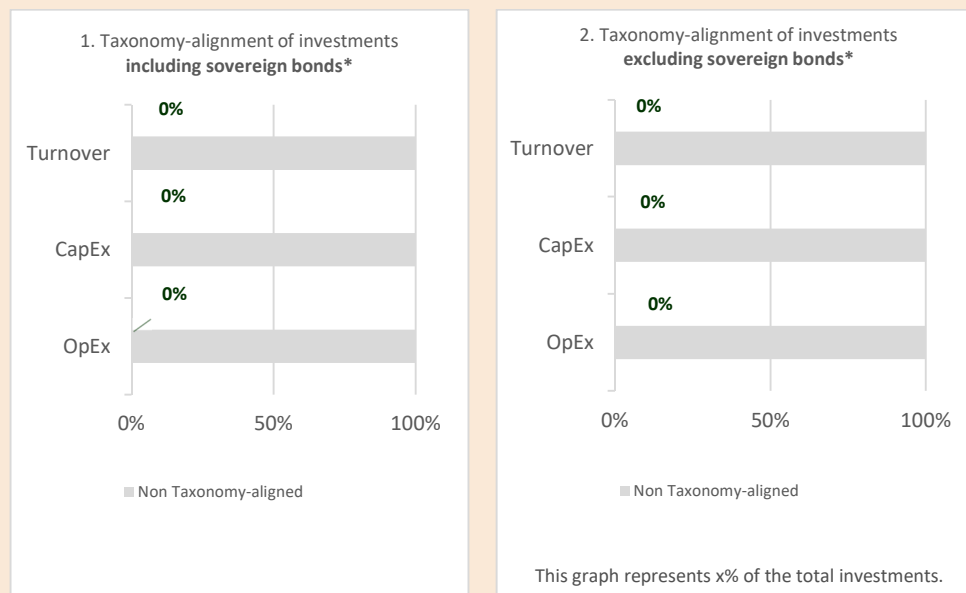 1. Taxonomy-alignment of investments
including sovereign bonds*
0%
Turnover
0%
CapEx
0%
OpEx
0% 50% 100%
Non Taxonomy-aligned
2. Taxonomy-alignment of investments
excluding sovereign bonds*
0%
Turnover
0%
CapEx
0%
OpEx
0% 50% 100%
Non Taxonomy-aligned
This graph represents x% of the total investments.